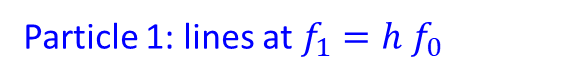 Particle 1: lines at f₁ = h f₀